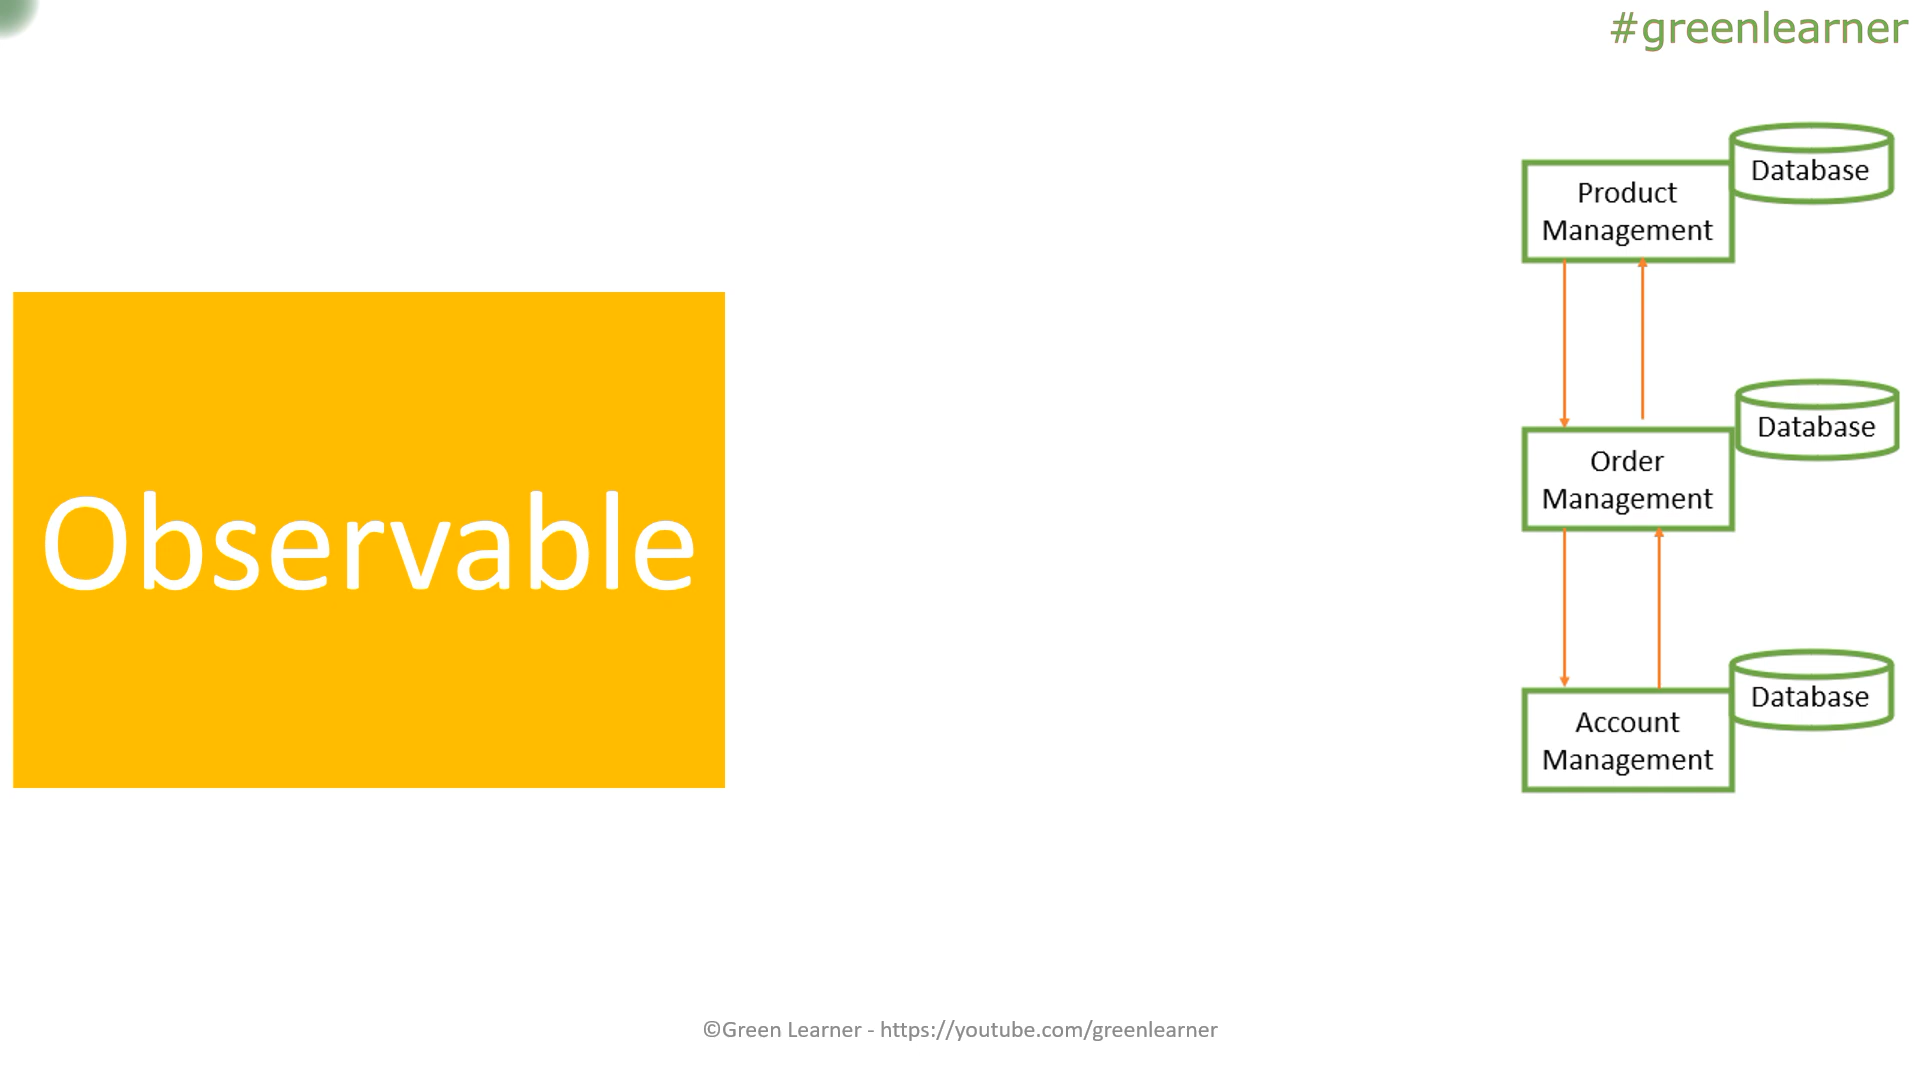 #greenlearner
Database
Product
Management
Observable
Database
Order
Management
Database
Account
Management
©Green Learner - https://youtube.com/greenlearner